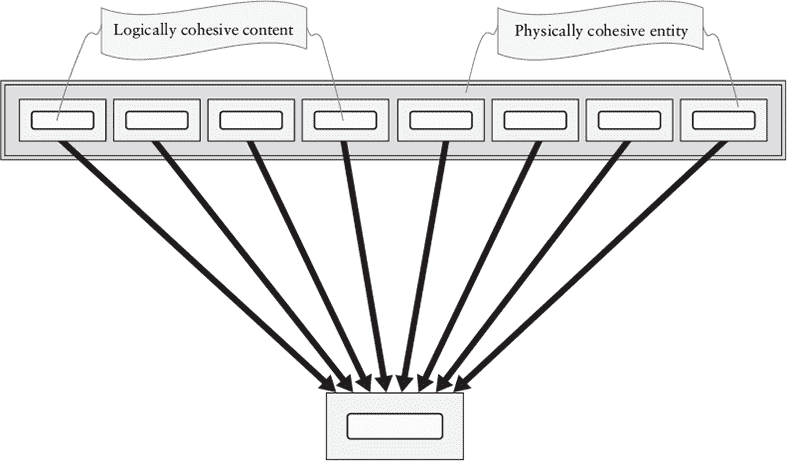 Logically cohesive content
Physically cohesive entity